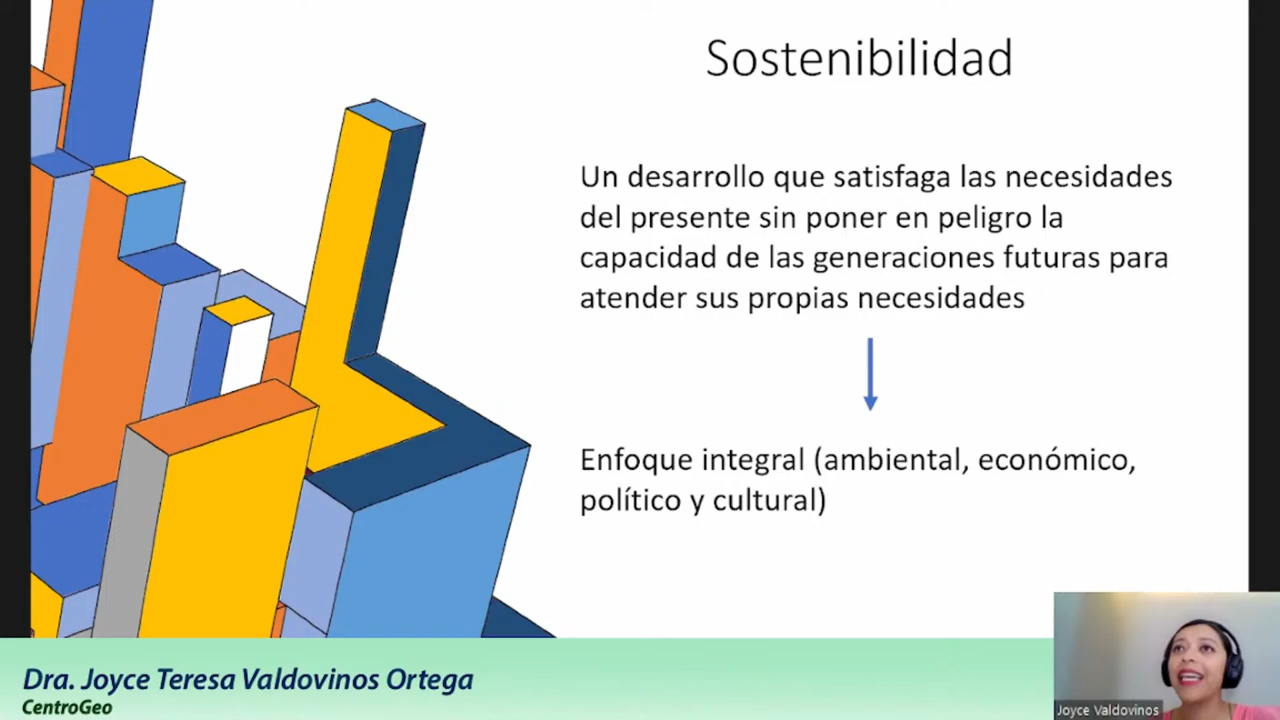 Sostenibilidad
Un desarrollo que satisfaga las necesidades
del presente sin poner en peligro la
capacidad de las generaciones futuras para
atender sus propias necesidades
Enfoque integral (ambiental, económico,
político y cultural)
Dra. Joyce Teresa Valdovinos Ortega
CentroGeo
Joyce Valdovinos